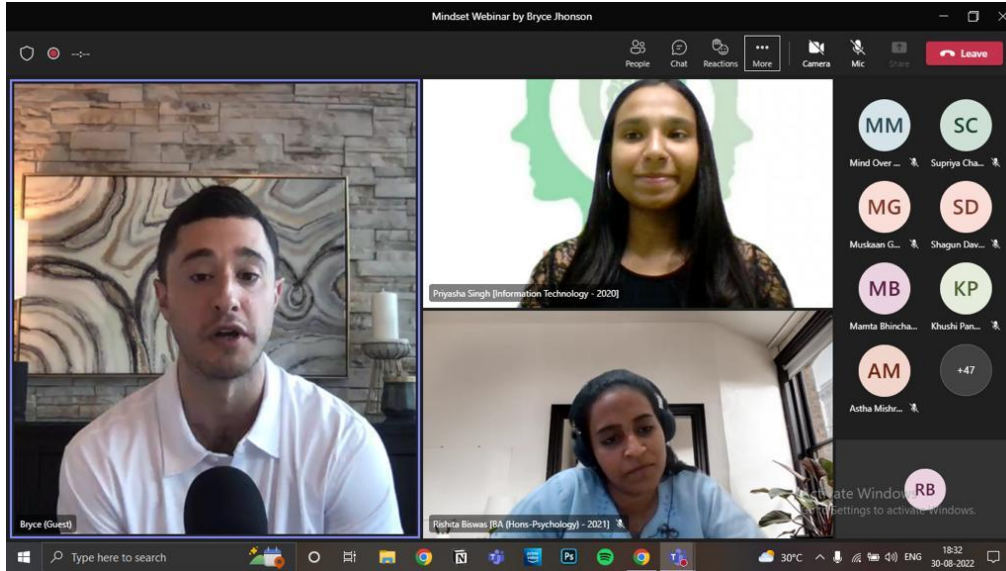 Mindset Webinar by Bryce Jhonson
--:--
People
Chat
Reactions
More
Camera
Mic
Share
Leave
Bryce (Guest)
Priyasha Singh [Information Technology - 2020]
Rishita Biswas [BA (Hons-Psychology) - 2021]
MM
SC
Mind Over ...
Supriya Cha...
MG
SD
Muskaan G...
Shagun Dav...
MB
KP
Mamta Bhincha...
Khushi Pan...
AM
+47
Astha Mishr...
RB
Activate Windows
Settings to activate Windows.
Type here to search
Ps
30°C
ENG
18:32
30-08-2022